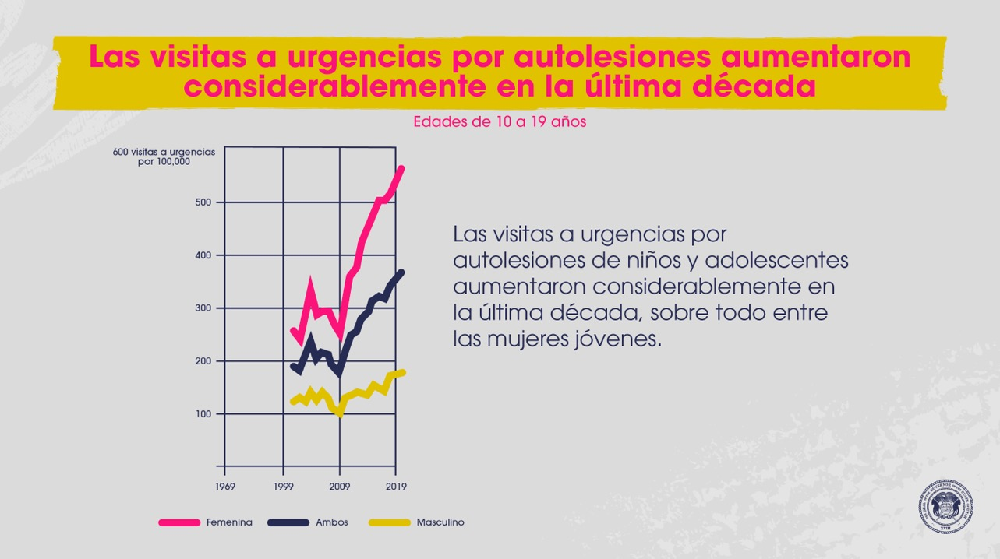 Las visitas a urgencias por autolesiones aumentaron
considerablemente en la última década
Edades de 10 a 19 años
600 visitas a urgencias
por 100,000
500
400
300
200
100
1969 1999 2009 2019
Femenina Ambos Masculino
Las visitas a urgencias por
autolesiones de niños y adolescentes
aumentaron considerablemente en
la última década, sobre todo entre
las mujeres jóvenes.
XVIII